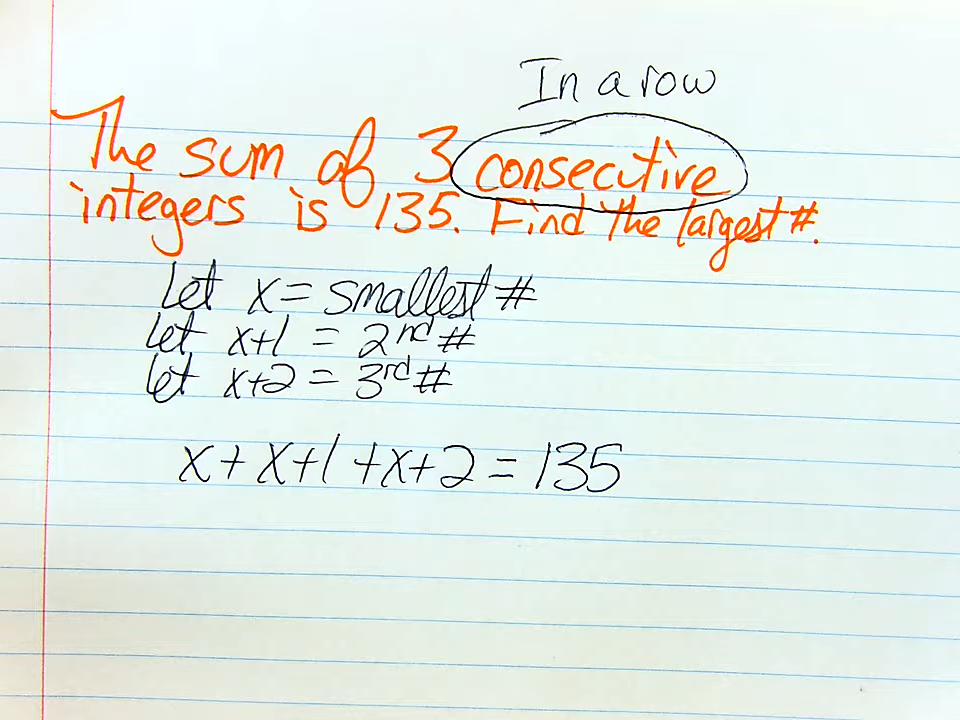 In a row
The sum of 3 consecutive
integers is 135. Find the largest #.
Let x = smallest #
let x+1 = 2nd #
let x+2 = 3rd #
x + x+1 + x+2 = 135